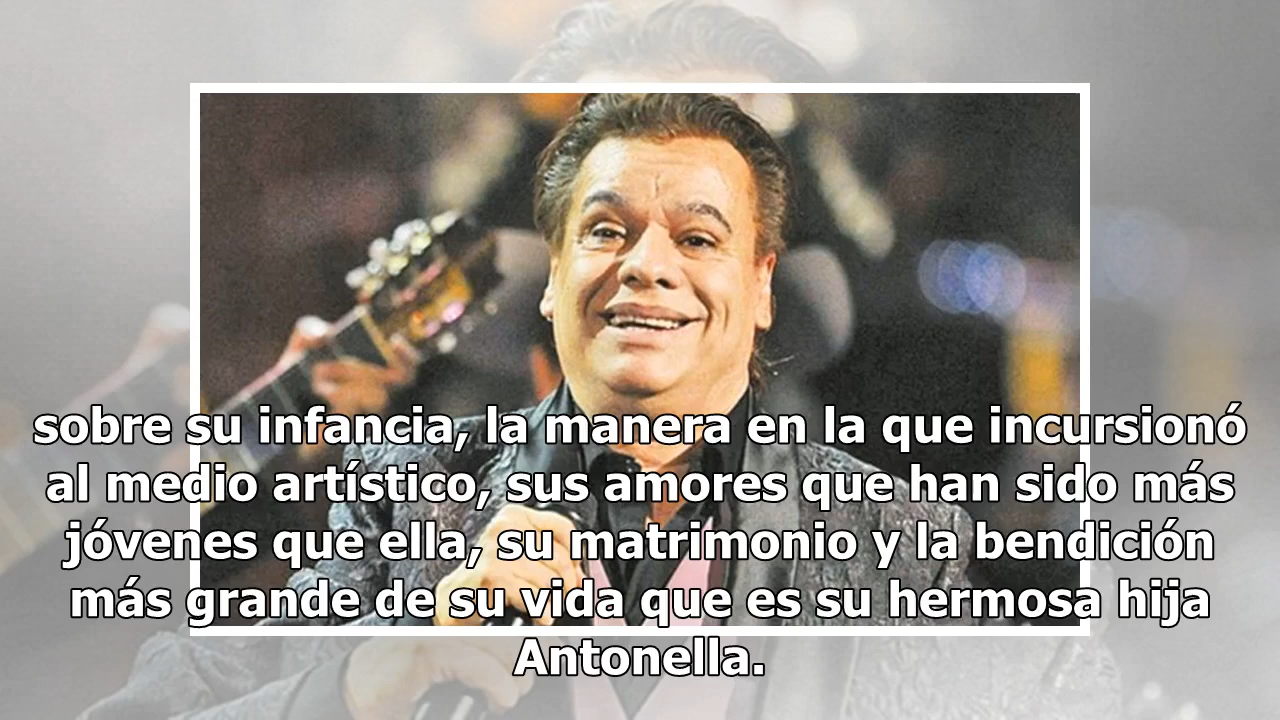 sobre su infancia, la manera en la que incursionó
al medio artístico, sus amores que han sido más
jóvenes que ella, su matrimonio y la bendición
más grande de su vida que es su hermosa hija
Antonella.